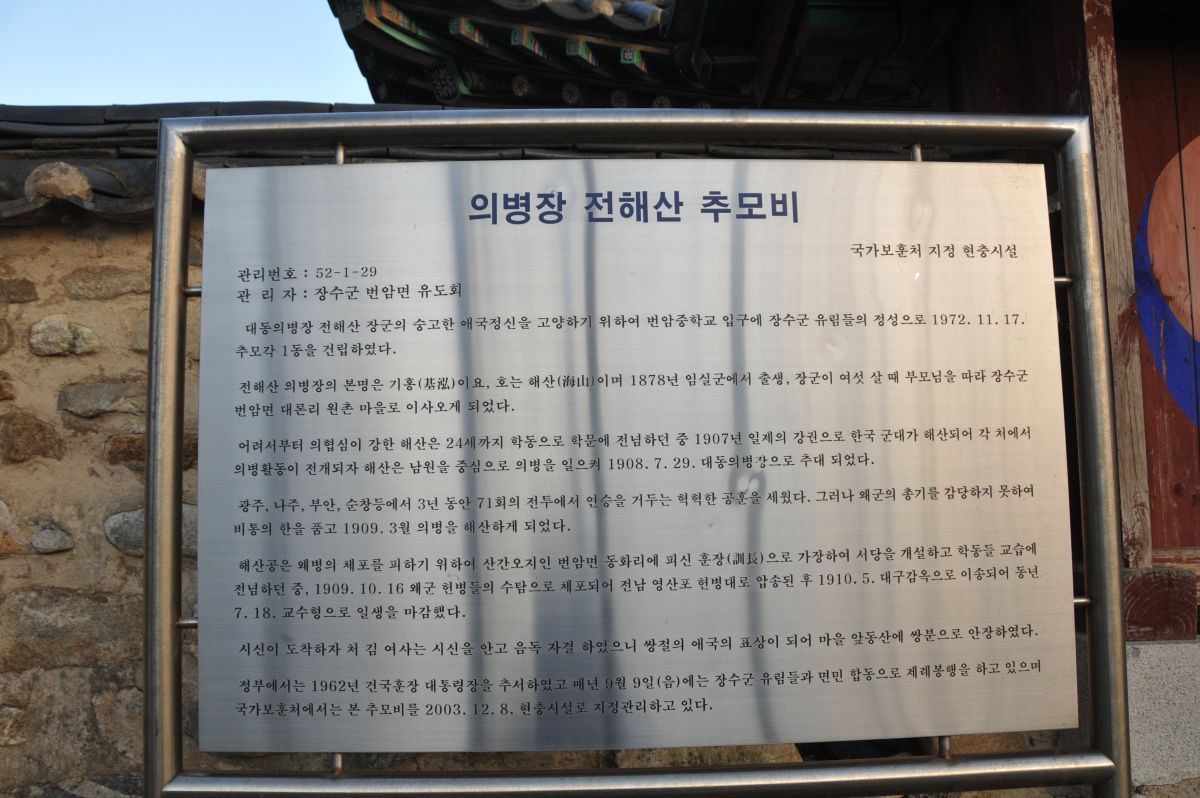 의병장 전해산 추모비
국가보훈처 지정 현충시설
관리번호 : 52-1-29
관 리 자 : 장수군 번암면 유도회
대동의병장 전해산 장군의 숭고한 애국정신을 고양하기 위하여 번암중학교 입구에 장수군 유림들의 정성으로 1972. 11. 17.
추모각 1동을 건립하였다.
전해산 의병장의 본명은 기홍(基泓)이요, 호는 해산(海山)이며 1878년 임실군에서 출생, 장군이 여섯 살 때 부모님을 따라 장수군
번암면 대론리 원촌 마을로 이사오게 되었다.
어려서부터 의협심이 강한 해산은 24세까지 학동으로 학문에 전념하던 중 1907년 일제의 강권으로 한국 군대가 해산되어 각 처에서
의병활동이 전개되자 해산은 남원을 중심으로 의병을 일으켜 1908. 7. 29. 대동의병장으로 추대 되었다.
광주, 나주, 부안, 순창등에서 3년 동안 71회의 전투에서 연승을 거두는 혁혁한 공훈을 세웠다. 그러나 왜군의 총기를 감당하지 못하여
비통의 한을 품고 1909. 3월 의병을 해산하게 되었다.
해산공은 왜병의 체포를 피하기 위하여 산간오지인 번암면 동화리에 피신 훈장(訓長)으로 가장하여 서당을 개설하고 학동들 교습에
전념하던 중, 1909. 10. 16 왜군 헌병들의 수탐으로 체포되어 전남 영산포 헌병대로 압송된 후 1910. 5. 대구감옥으로 이송되어 동년
7. 18. 교수형으로 일생을 마감했다.
시신이 도착하자 처 김 여사는 시신을 안고 음독 자결 하였으니 쌍절의 애국의 표상이 되어 마을 앞동산에 쌍분으로 안장하였다.
정부에서는 1962년 건국훈장 대통령장을 추서하였고 매년 9월 9일(음)에는 장수군 유림들과 면민 합동으로 제례봉행을 하고 있으며
국가보훈처에서는 본 추모비를 2003. 12. 8. 현충시설로 지정관리하고 있다.